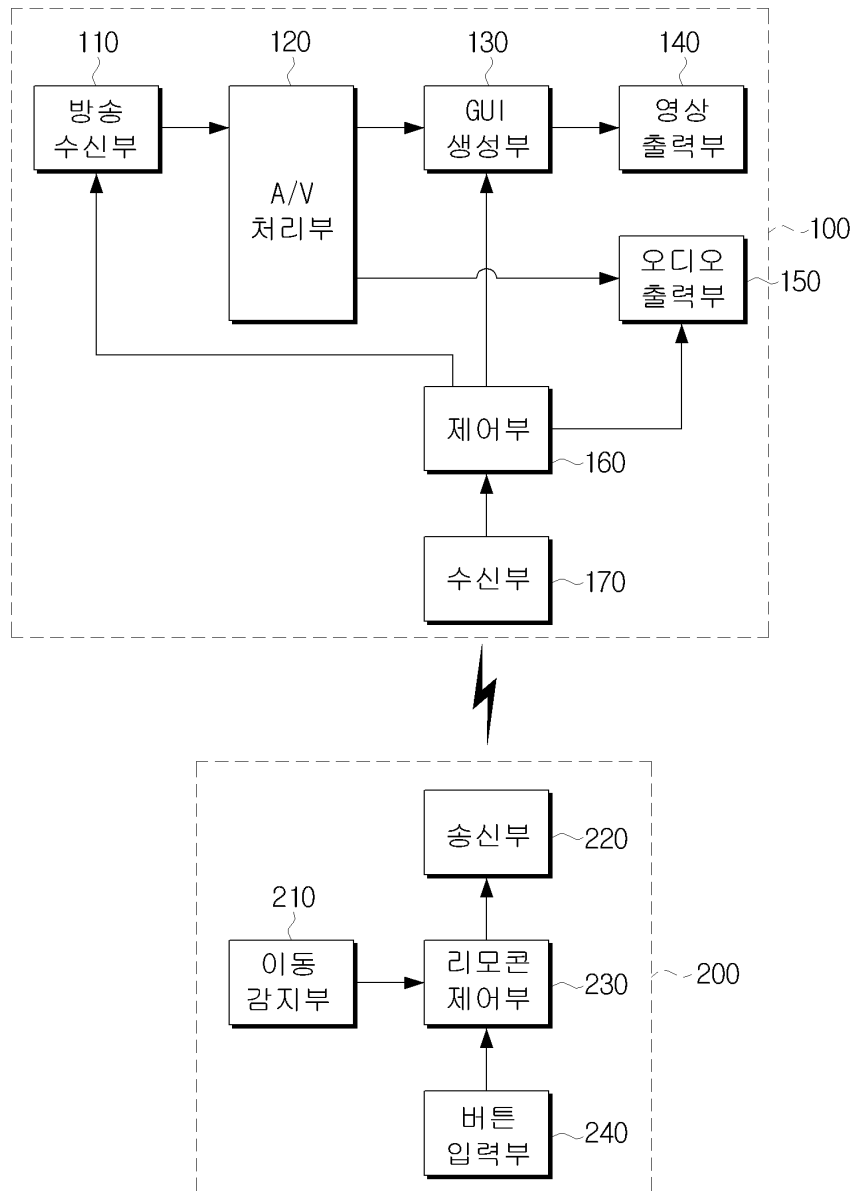 110
120
130
140
방송
수신부
A/V
처리부
GUI
생성부
영상
출력부
100
오디오
출력부
150
제어부
160
수신부
170
송신부
220
210
이동
감지부
리모콘
제어부
230
200
버튼
입력부
240